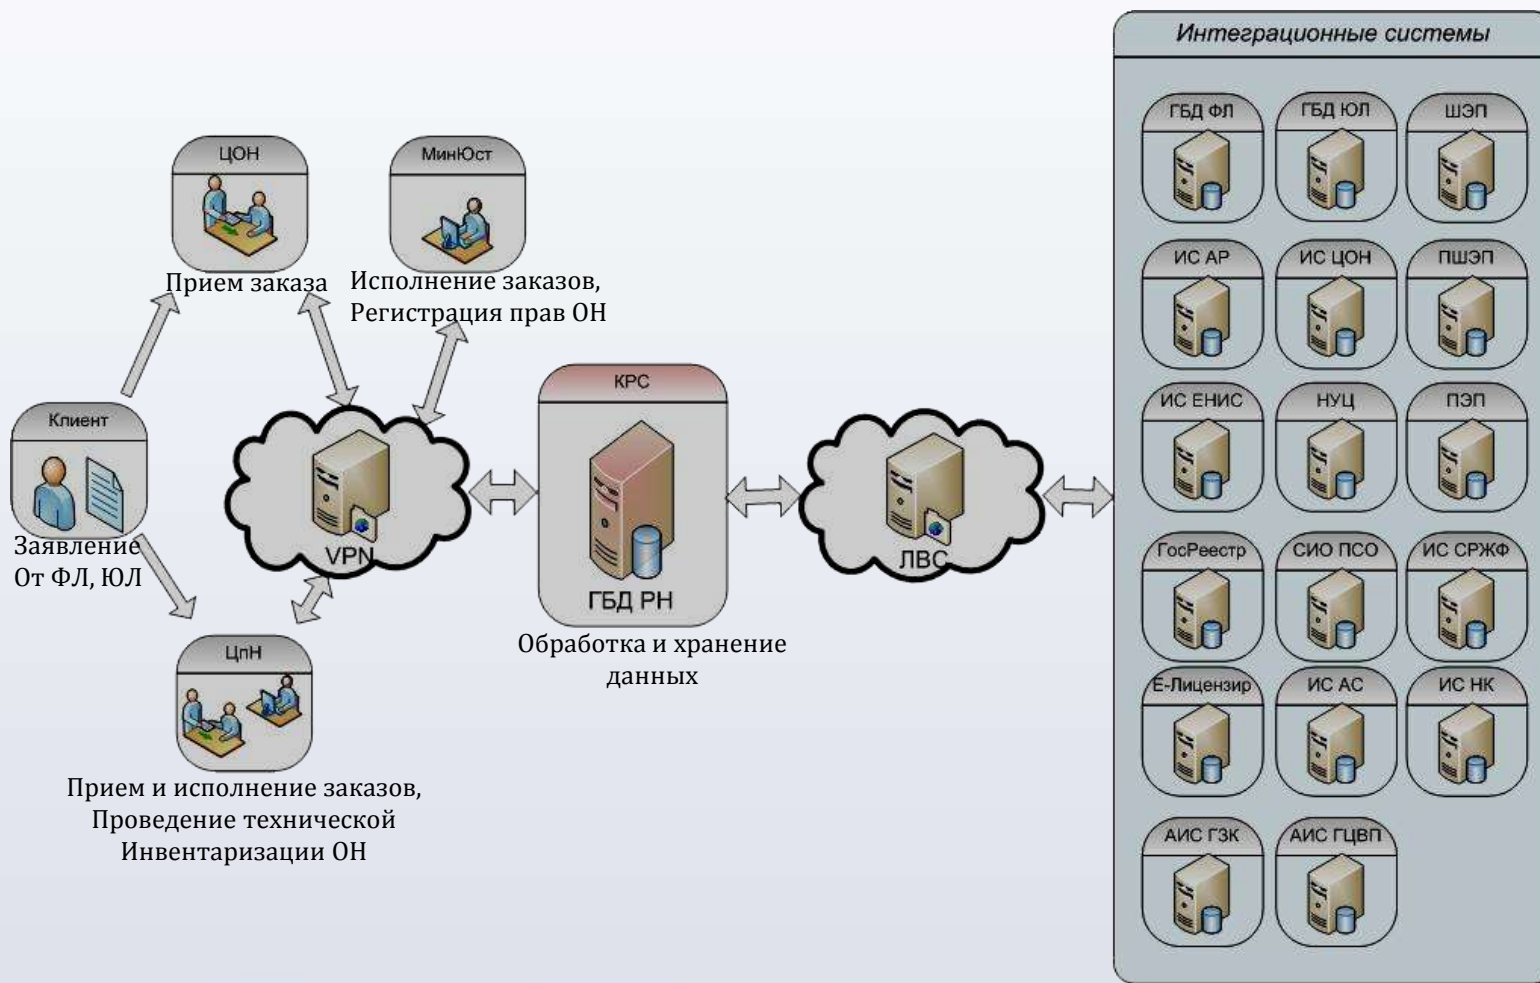 Интеграционные системы
ГБД ФЛ
ГБД ЮЛ
ШЭП
ИС АР
ИС ЦОН
ПШЭП
ИС ЕНИС
НУЦ
ПЭП
ГосРеестр
СИО ПСО
ИС СРЖФ
Е-Лицензир
ИС АС
ИС НК
АИС ГЗК
АИС ГЦВП
ЦОН
Прием заказа
МинЮст
Исполнение заказов,
Регистрация прав ОН
Клиент
Заявление
От ФЛ, ЮЛ
VPN
КРС
ГБД РН
Обработка и хранение
данных
ЛВС
ЦпН
Прием и исполнение заказов,
Проведение технической
Инвентаризации ОН